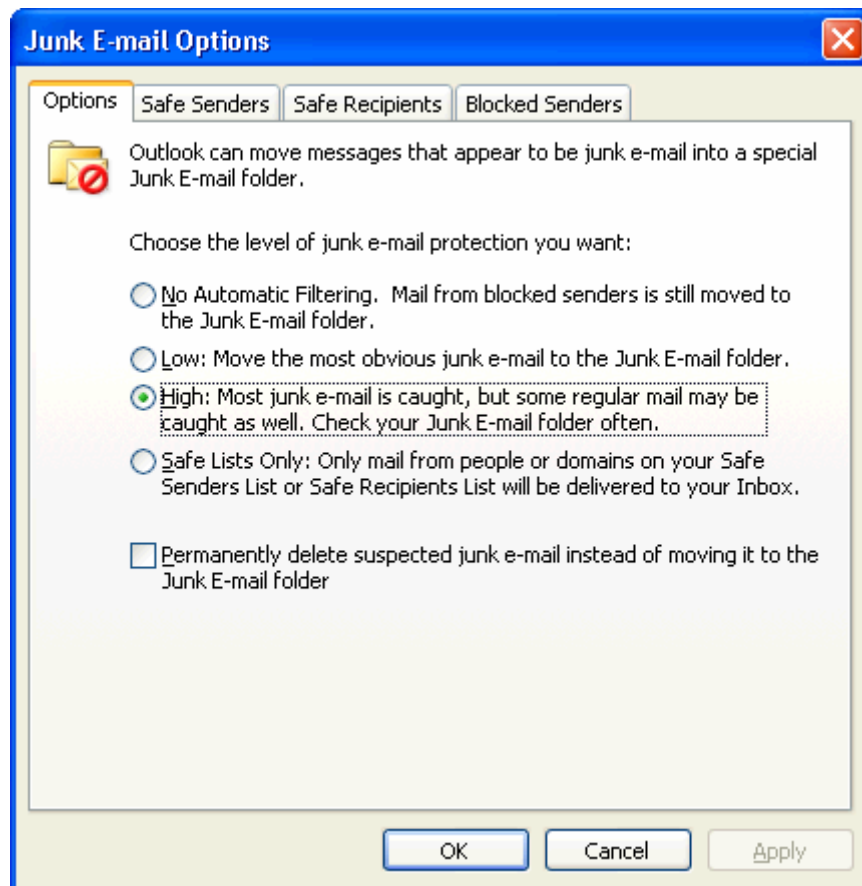 Junk E-mail Options
Options
Safe Senders
Safe Recipients
Blocked Senders
Outlook can move messages that appear to be junk e-mail into a special
Junk E-mail folder.
Choose the level of junk e-mail protection you want:
No Automatic Filtering.  Mail from blocked senders is still moved to
the Junk E-mail folder.
Low: Move the most obvious junk e-mail to the Junk E-mail folder.
High: Most junk e-mail is caught, but some regular mail may be
caught as well. Check your Junk E-mail folder often.
Safe Lists Only: Only mail from people or domains on your Safe
Senders List or Safe Recipients List will be delivered to your Inbox.
Permanently delete suspected junk e-mail instead of moving it to the
Junk E-mail folder
OK
Cancel
Apply